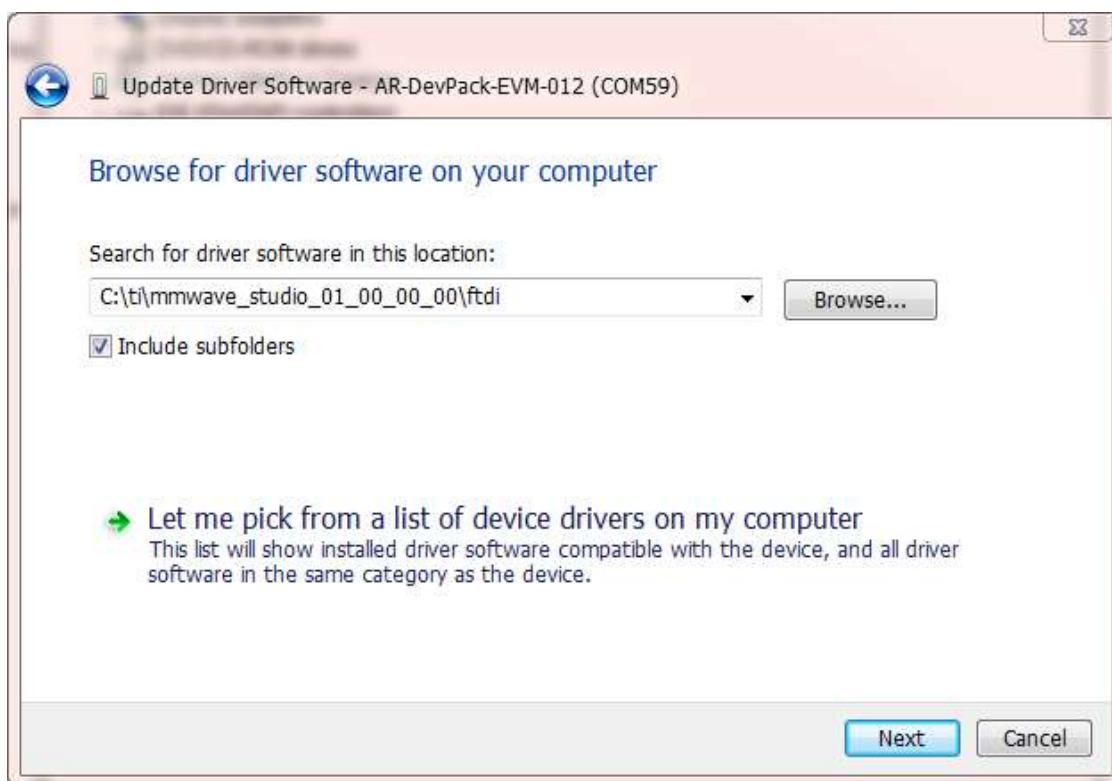 Update Driver Software - AR-DevPack-EVM-012 (COM59)
Browse for driver software on your computer
Search for driver software in this location:
C:\ti\mmwave_studio_01_00_00_00\ftdi
Browse...
Include subfolders
Let me pick from a list of device drivers on my computer
This list will show installed driver software compatible with the device, and all driver
software in the same category as the device.
Next
Cancel